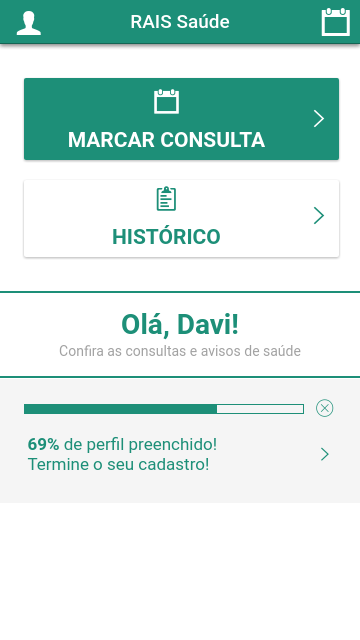 RAIS Saúde
MARCAR CONSULTA
HISTÓRICO
Olá, Davi!
Confira as consultas e avisos de saúde
69% de perfil preenchido!
Termine o seu cadastro!